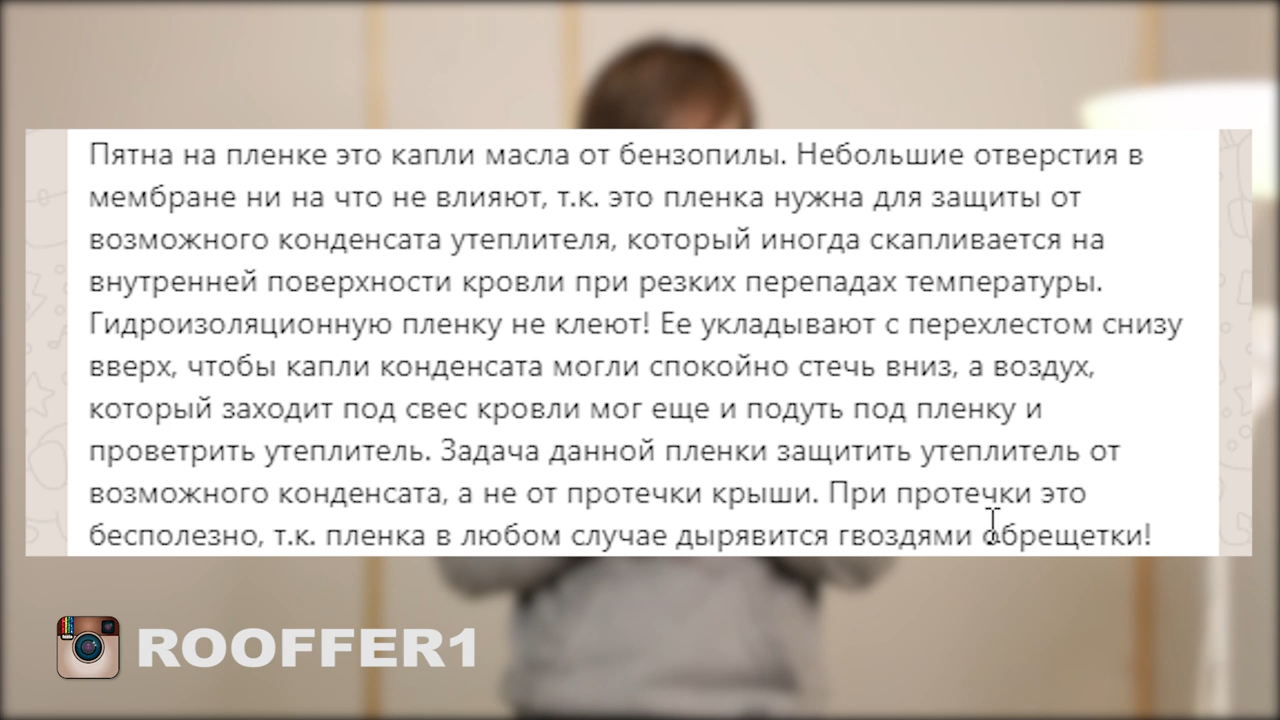 Пятна на пленке это капли масла от бензопилы. Небольшие отверстия в
мембране ни на что не влияют, т.к. это пленка нужна для защиты от
возможного конденсата утеплителя, который иногда скапливается на
внутренней поверхности кровли при резких перепадах температуры.
Гидроизоляционную пленку не клеют! Ее укладывают с перехлестом снизу
вверх, чтобы капли конденсата могли спокойно стечь вниз, а воздух,
который заходит под свес кровли мог еще и подуть под пленку и
проветрить утеплитель. Задача данной пленки защитить утеплитель от
возможного конденсата, а не от протечки крыши. При протечки это
бесполезно, т.к. пленка в любом случае дырявится гвоздями обрещетки!
ROOFFER1